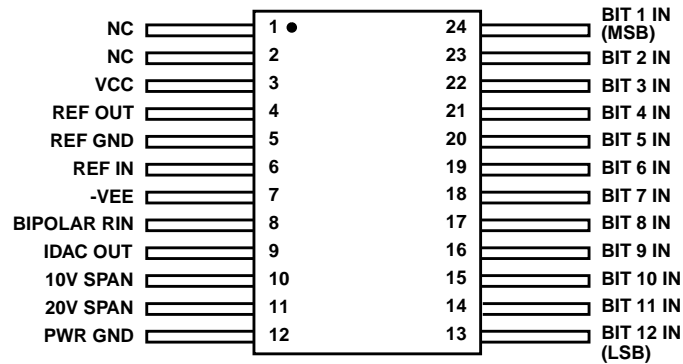 BIT 1 IN
NC 1 24 (MSB)
NC 2 23 BIT 2 IN
VCC 3 22 BIT 3 IN
REF OUT 4 21 BIT 4 IN
REF GND 5 20 BIT 5 IN
REF IN 6 19 BIT 6 IN
-VEE 7 18 BIT 7 IN
BIPOLAR RIN 8 17 BIT 8 IN
IDAC OUT 9 16 BIT 9 IN
10V SPAN 10 15 BIT 10 IN
20V SPAN 11 14 BIT 11 IN
PWR GND 12 13 BIT 12 IN
(LSB)